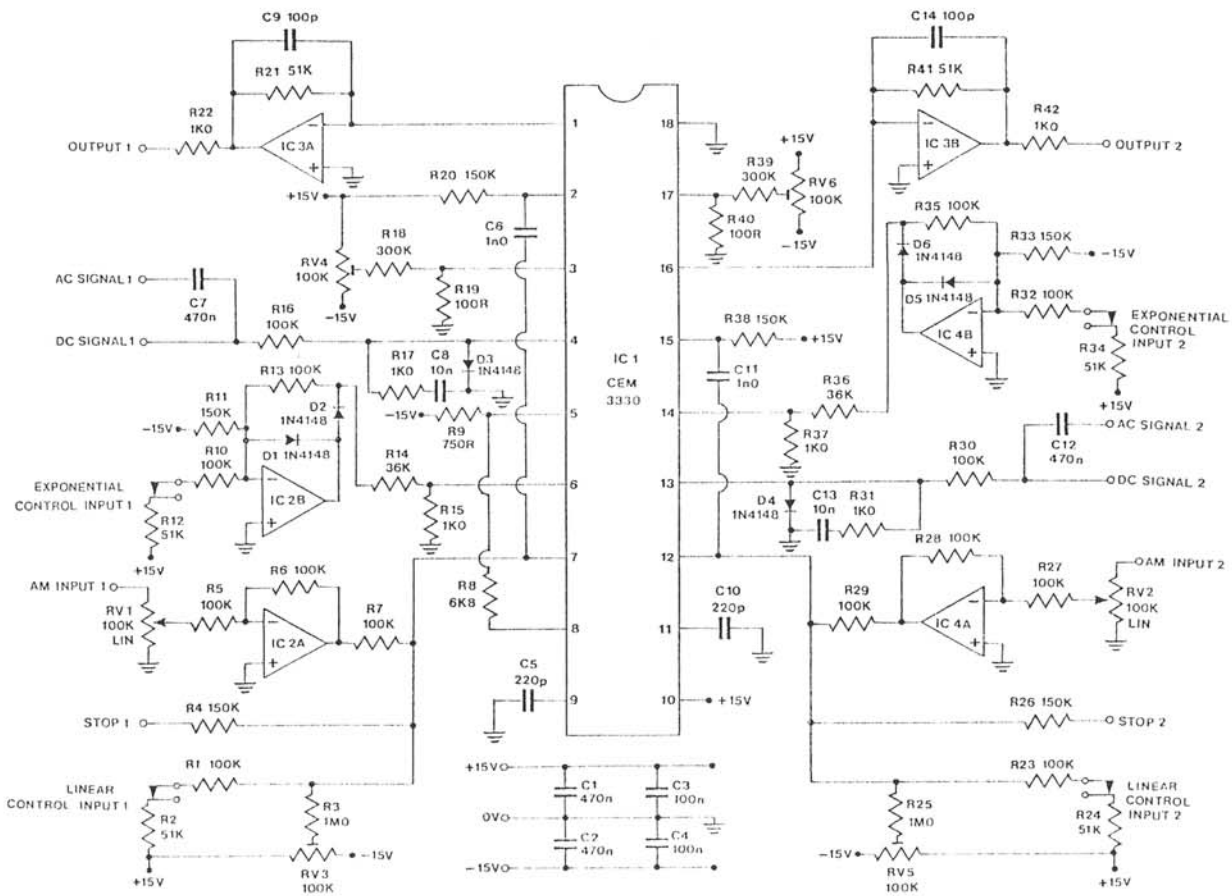 C9 100p
R21 51K
R22
1K0
OUTPUT 1
IC 3A
−
+
1
C14 100p
R41 51K
R42
1K0
−
+
IC 3B
OUTPUT 2
18
+15V
R20 150K
2
C6
1n0
R18
300K
RV4
100K
−15V
3
R19
100R
17
R39
300K
+15V
RV6
100K
−15V
R40
100R
16
R35 100K
D6
1N4148
R33 150K
−15V
D5 1N4148
R32 100K
IC 4B
−
+
EXPONENTIAL
CONTROL
INPUT 2
R34
51K
+15V
AC SIGNAL 1
C7
470n
DC SIGNAL 1
R16
100K
4
R17
1K0
C8
10n
D3
1N4148
IC 1
CEM
3330
15
R38 150K
+15V
C11
1n0
R13 100K
R11
150K
−15V
D2
1N4148
D1 1N4148
R10
100K
IC 2B
−
+
EXPONENTIAL
CONTROL INPUT 1
R12
51K
+15V
−15V
R9
750R
5
R14
36K
6
R15
1K0
14
R36
36K
R37
1K0
C12
470n
AC SIGNAL 2
R30
100K
13
DC SIGNAL 2
D4
1N4148
C13
10n
R31
1K0
7
12
AM INPUT 1
RV1
100K
LIN
R5
100K
R6 100K
IC 2A
−
+
R7
100K
R8
6K8
8
R28 100K
R29
100K
IC 4A
−
+
R27
100K
AM INPUT 2
RV2
100K
LIN
C10
220p
11
C5
220p
9
10
+15V
STOP 1
R4 150K
R26 150K
STOP 2
R1 100K
LINEAR
CONTROL INPUT 1
R2
51K
+15V
R3
1M0
RV3
100K
−15V
+15V
C1
470n
C3
100n
0V
C2
470n
C4
100n
−15V
R23 100K
R25
1M0
−15V
RV5
100K
R24
51K
LINEAR
CONTROL
INPUT 2
+15V